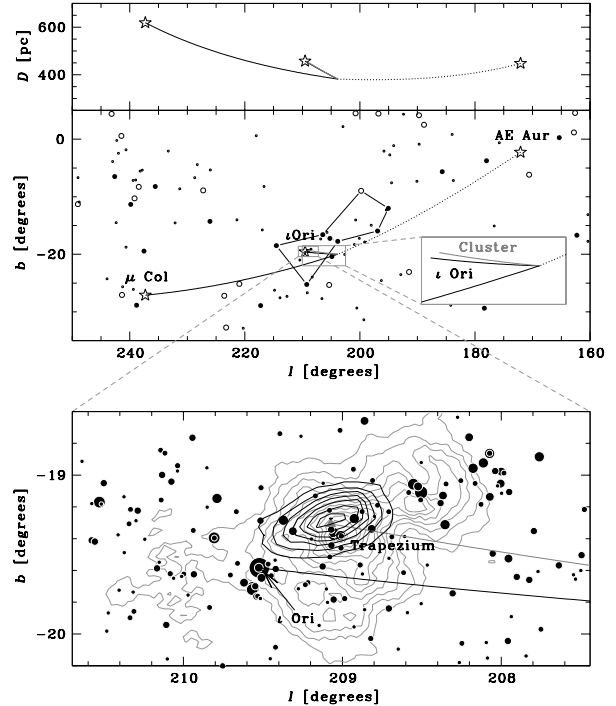 600
400
D [pc]
0
-20
b [degrees]
AE Aur
ιOri
μ Col
Cluster
ι Ori
240
220
200
180
160
l [degrees]
-19
-20
b [degrees]
Trapezium
ι Ori
210
209
208
l [degrees]